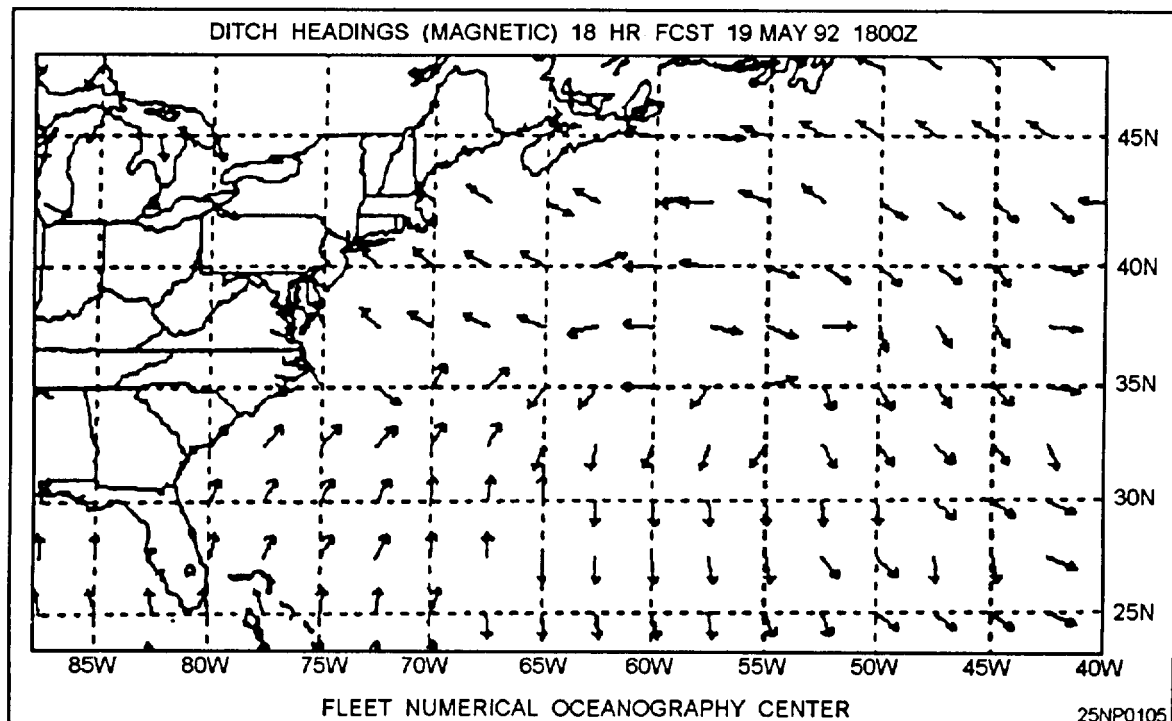 DITCH HEADINGS (MAGNETIC) 18 HR FCST 19 MAY 92 1800Z
45N
40N
35N
30N
25N
85W 80W 75W 70W 65W 60W 55W 50W 45W 40W
FLEET NUMERICAL OCEANOGRAPHY CENTER
25NP0105